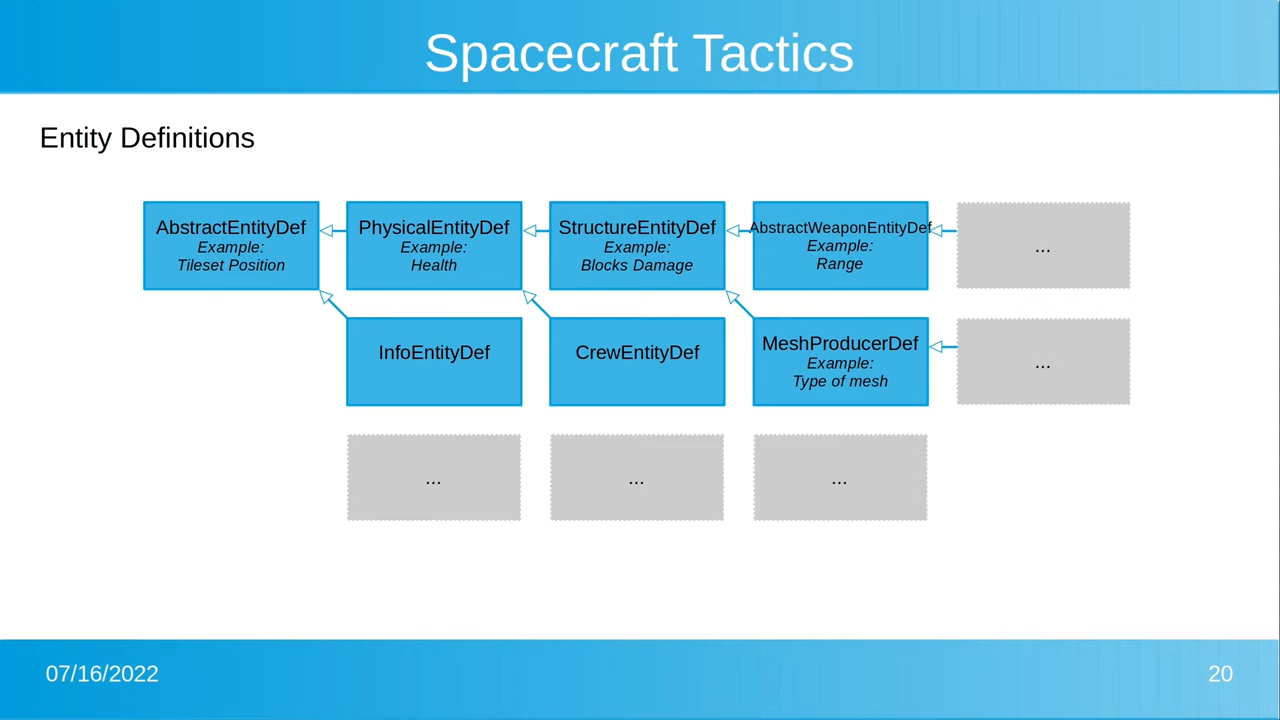 Spacecraft Tactics
Entity Definitions
AbstractEntityDef
Example:
Tileset Position
PhysicalEntityDef
Example:
Health
StructureEntityDef
Example:
Blocks Damage
AbstractWeaponEntityDef
Example:
Range
...
InfoEntityDef
CrewEntityDef
MeshProducerDef
Example:
Type of mesh
...
...
...
...
07/16/2022
20